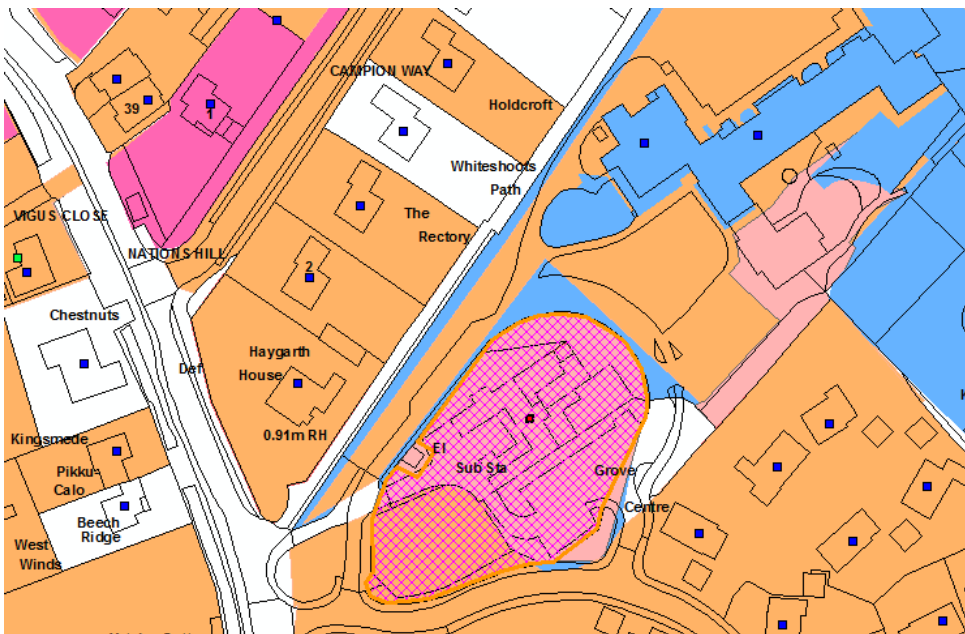 CAMPION WAY
39
1
Holdcroft
Whiteshoots
Path
VIGUS CLOSE
The
Rectory
NATIONS HILL
2
Chestnuts
Haygarth
House
Def
Kingsmede
0.91m RH
El
Sub Sta
Pikku-
Calo
Grove
Centre
Beech
Ridge
West
Winds